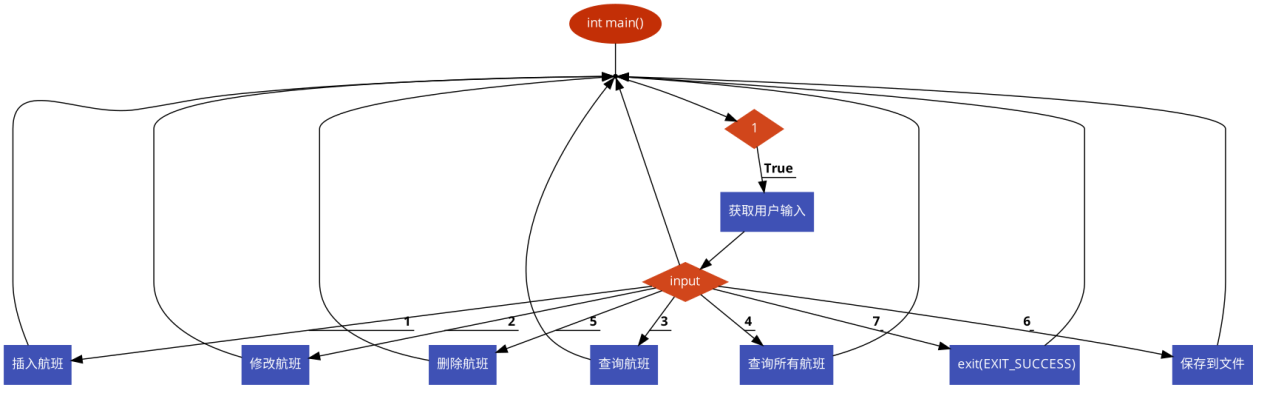 int main()
1
True
获取用户输入
input
1
2
5
3
4
7
6
插入航班
修改航班
删除航班
查询航班
查询所有航班
exit(EXIT_SUCCESS)
保存到文件